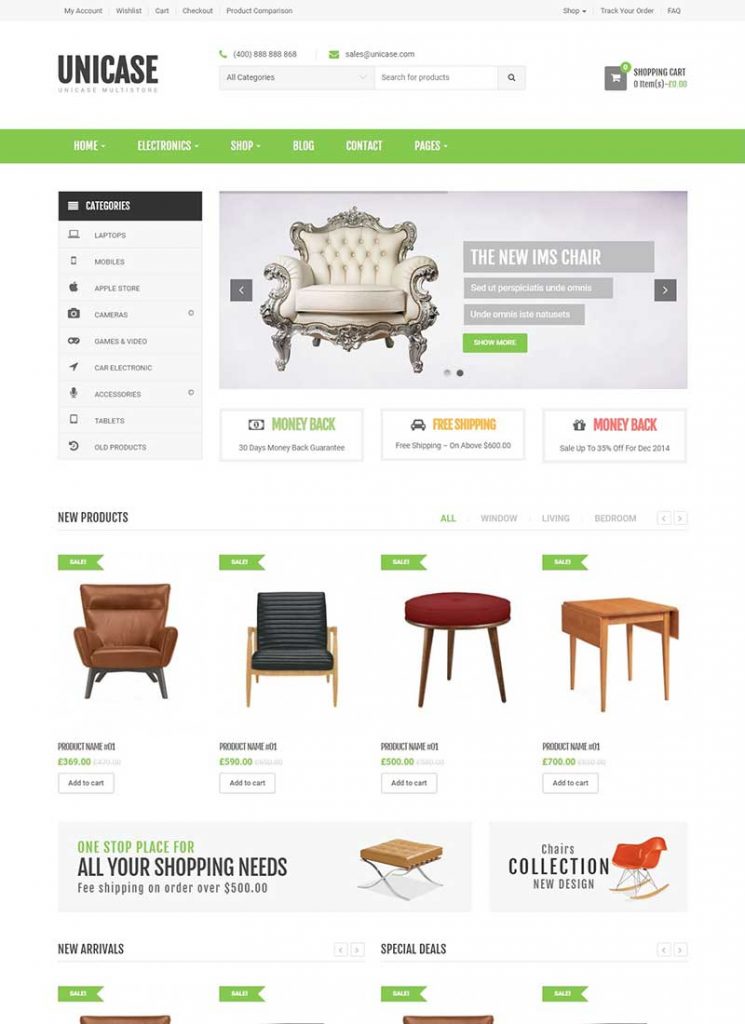 My Account Wishlist Cart Checkout Product Comparison
Shop Track Your Order FAQ
(400) 888 888 868 sales@unicase.com
UNICASE
UNICASE MULTISTORE
All Categories Search for products
0
SHOPPING CART
0 Item(s)-£0.00
HOME ELECTRONICS SHOP BLOG CONTACT PAGES
CATEGORIES
LAPTOPS
MOBILES
APPLE STORE
CAMERAS
GAMES & VIDEO
CAR ELECTRONIC
ACCESSORIES
TABLETS
OLD PRODUCTS
THE NEW IMS CHAIR
Sed ut perspiciatis unde omnis
Unde omnis iste natusets
SHOW MORE
MONEY BACK
30 Days Money Back Guarantee
FREE SHIPPING
Free Shipping – On Above $600.00
MONEY BACK
Sale Up To 35% Off For Dec 2014
NEW PRODUCTS
ALL WINDOW LIVING BEDROOM
SALE! SALE! SALE! SALE!
PRODUCT NAME #01 PRODUCT NAME #01 PRODUCT NAME #01 PRODUCT NAME #01
£369.00 £590.00 £500.00 £700.00
Add to cart Add to cart Add to cart Add to cart
ONE STOP PLACE FOR
ALL YOUR SHOPPING NEEDS
Fee shipping on order over $500.00
Chairs
COLLECTION
NEW DESIGN
NEW ARRIVALS SPECIAL DEALS
SALE! SALE! SALE! SALE!